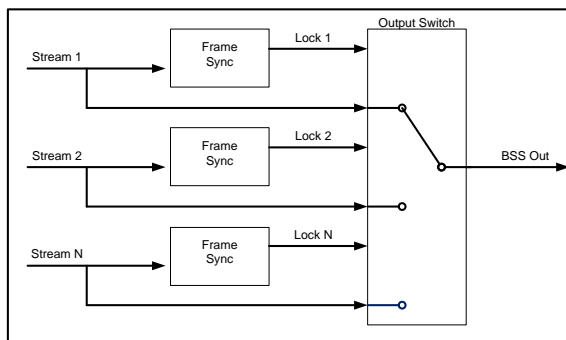 Output Switch
Stream 1
Frame
Sync
Lock 1
Stream 2
Frame
Sync
Lock 2
BSS Out
Stream N
Frame
Sync
Lock N